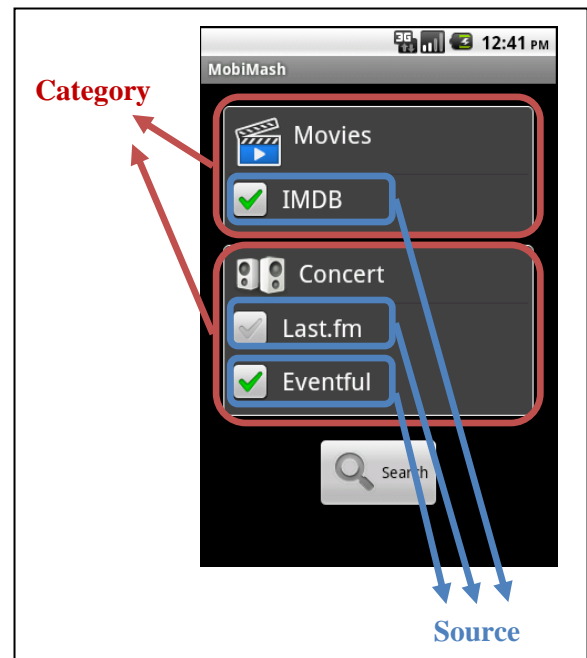 3G 12:41 PM
MobiMash
Category
Movies
IMDB
Concert
Last.fm
Eventful
Search
Source